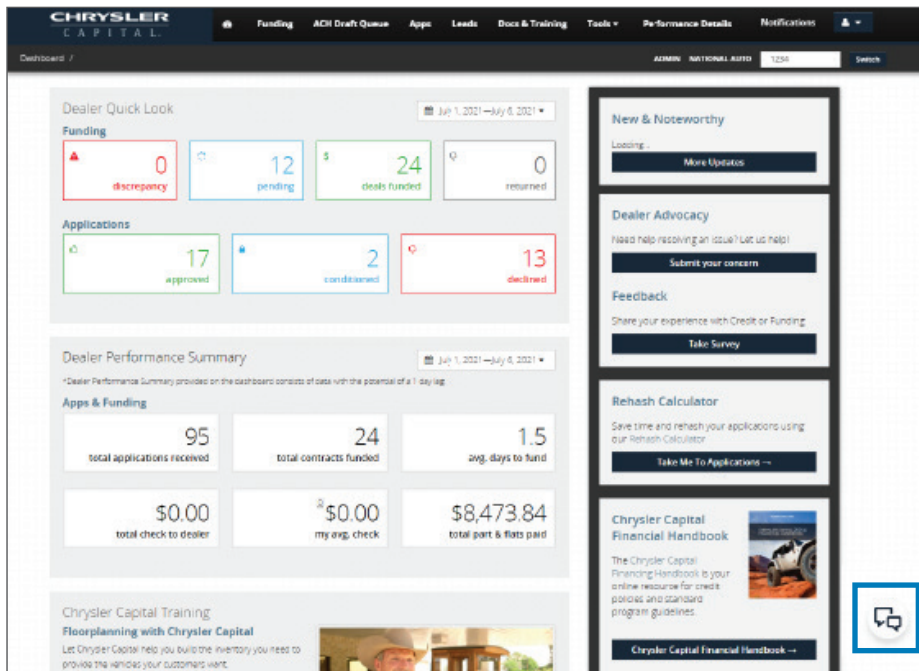 CHRYSLER
CAPITAL.
Funding ACH Draft Queue Apps Leads Docs & Training Tools Performance Details Notifications
Dashboard /
ADMIN NATIONAL AUTO 1234 Switch
Dealer Quick Look
July 1, 2021—July 6, 2021
Funding
0
discrepancy
12
pending
$
24
deals funded
0
returned
Applications
17
approved
2
conditioned
13
declined
Dealer Performance Summary
July 1, 2021—July 6, 2021
*Dealer Performance Summary provided on the dashboard consists of data with the potential of a 1 day lag.
Apps & Funding
95
total applications received
24
total contracts funded
1.5
avg. days to fund
$0.00
total check to dealer
$0.00
my avg. check
$8,473.84
total part & flats paid
Chrysler Capital Training
Floorplanning with Chrysler Capital
Let Chrysler Capital help you build the inventory you need to
provide the vehicles your customers want.
New & Noteworthy
Loading..
More Updates
Dealer Advocacy
Need help resolving an issue? Let us help!
Submit your concern
Feedback
Share your experience with Credit or Funding
Take Survey
Rehash Calculator
Save time and rehash your applications using
our Rehash Calculator
Take Me To Applications →
Chrysler Capital
Financial Handbook
The Chrysler Capital
Financing Handbook is your
online resource for credit
policies and standard
program guidelines.
Chrysler Capital Financial Handbook →